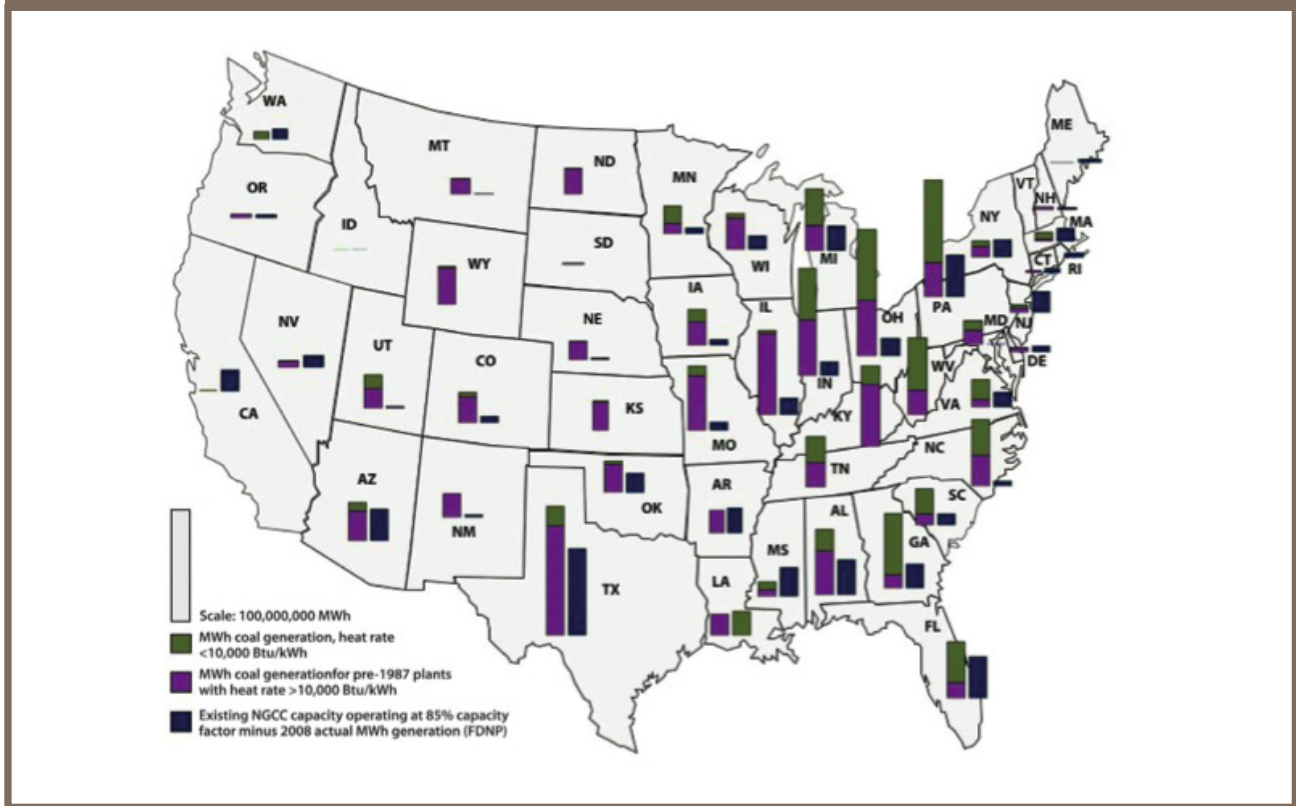 WA
ME
MT
ND
MN
VT
OR
NH
NY
MA
ID
SD
WI
MI
CT
RI
WY
IA
IL
PA
NE
OH
MD
NJ
NV
UT
CO
DE
WV
IN
CA
KS
KY
VA
MO
NC
TN
AZ
AR
SC
OK
NM
AL
GA
MS
TX
LA
FL
Scale: 100,000,000 MWh
MWh coal generation, heat rate
<10,000 Btu/kWh
MWh coal generationfor pre-1987 plants
with heat rate >10,000 Btu/kWh
Existing NGCC capacity operating at 85% capacity
factor minus 2008 actual MWh generation (FDNP)